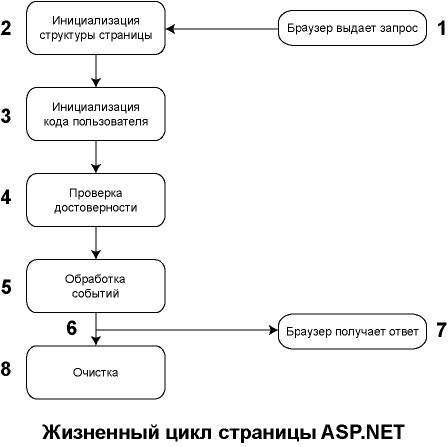 2
Инициализация
структуры страницы
Браузер выдает запрос
1
3
Инициализация
кода пользователя
4
Проверка
достоверности
5
Обработка
событий
6
Браузер получает ответ
7
8
Очистка
Жизненный цикл страницы ASP.NET